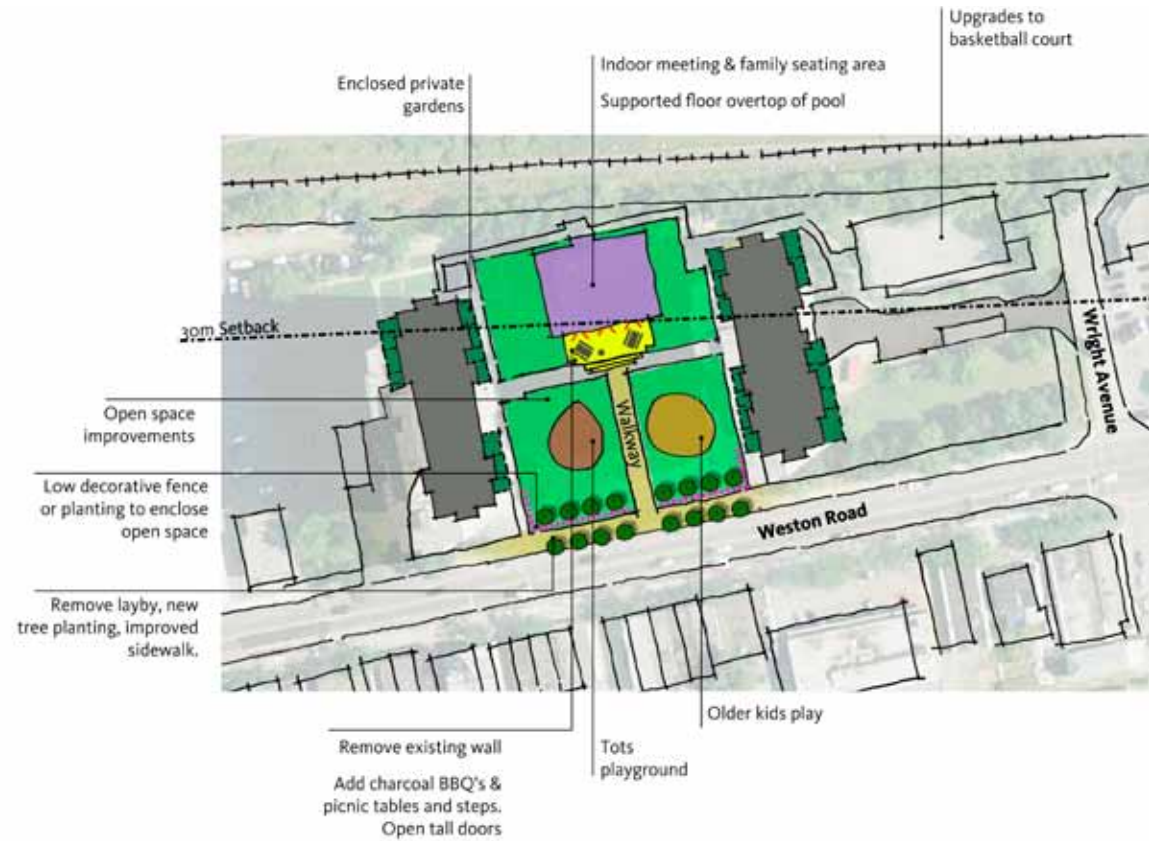 Upgrades to
basketball court
Indoor meeting & family seating area
Supported floor overtop of pool
Enclosed private
gardens
30m Setback
Wright Avenue
Open space
improvements
Walkway
Low decorative fence
or planting to enclose
open space
Weston Road
Remove layby, new
tree planting, improved
sidewalk.
Older kids play
Remove existing wall
Tots
playground
Add charcoal BBQ's &
picnic tables and steps.
Open tall doors